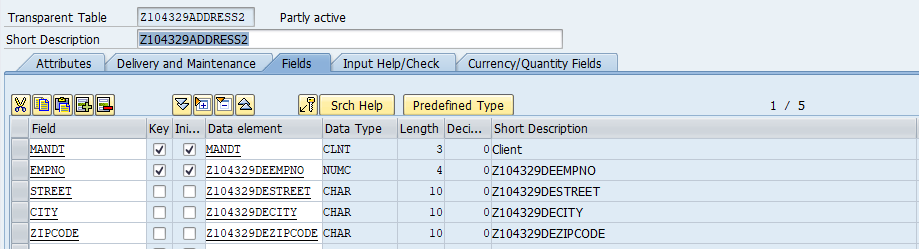 Transparent Table Z104329ADDRESS2 Partly active
Short Description Z104329ADDRESS2
Attributes Delivery and Maintenance Fields Input Help/Check Currency/Quantity Fields
Srch Help Predefined Type 1 / 5
Field Key Ini... Data element Data Type Length Deci... Short Description
MANDT MANDT CLNT 3 0 Client
EMPNO Z104329DEEMPNO NUMC 4 0 Z104329DEEMPNO
STREET Z104329DESTREET CHAR 10 0 Z104329DESTREET
CITY Z104329DECITY CHAR 10 0 Z104329DECITY
ZIPCODE Z104329DEZIPCODE CHAR 10 0 Z104329DEZIPCODE